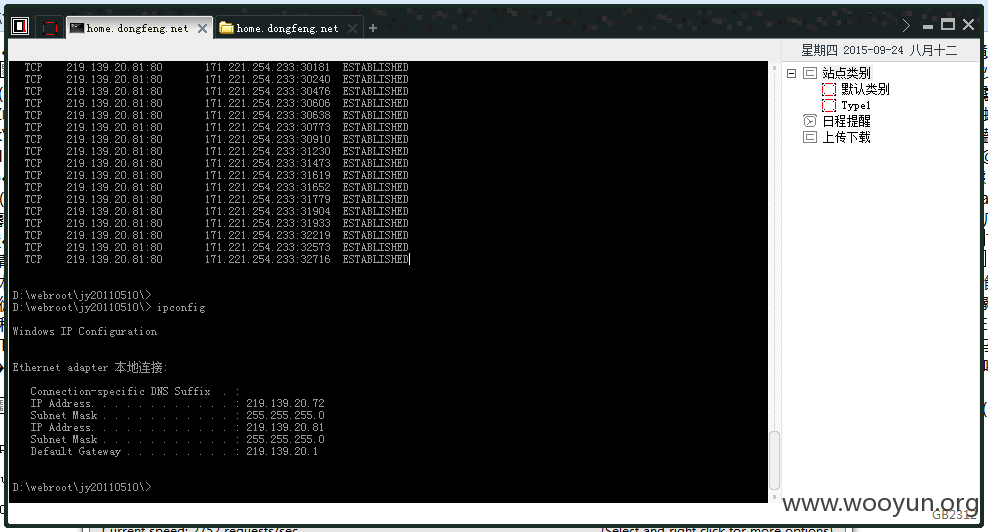 home.dongfeng.net
home.dongfeng.net
星期四 2015-09-24 八月十二
TCP 219.139.20.81:80 171.221.254.233:30181 ESTABLISHED
TCP 219.139.20.81:80 171.221.254.233:30240 ESTABLISHED
TCP 219.139.20.81:80 171.221.254.233:30476 ESTABLISHED
TCP 219.139.20.81:80 171.221.254.233:30606 ESTABLISHED
TCP 219.139.20.81:80 171.221.254.233:30638 ESTABLISHED
TCP 219.139.20.81:80 171.221.254.233:30773 ESTABLISHED
TCP 219.139.20.81:80 171.221.254.233:30910 ESTABLISHED
TCP 219.139.20.81:80 171.221.254.233:31230 ESTABLISHED
TCP 219.139.20.81:80 171.221.254.233:31473 ESTABLISHED
TCP 219.139.20.81:80 171.221.254.233:31619 ESTABLISHED
TCP 219.139.20.81:80 171.221.254.233:31652 ESTABLISHED
TCP 219.139.20.81:80 171.221.254.233:31779 ESTABLISHED
TCP 219.139.20.81:80 171.221.254.233:31904 ESTABLISHED
TCP 219.139.20.81:80 171.221.254.233:31933 ESTABLISHED
TCP 219.139.20.81:80 171.221.254.233:32219 ESTABLISHED
TCP 219.139.20.81:80 171.221.254.233:32573 ESTABLISHED
TCP 219.139.20.81:80 171.221.254.233:32716 ESTABLISHED
D:\webroot\jy20110510\>
D:\webroot\jy20110510\> ipconfig
Windows IP Configuration
Ethernet adapter 本地连接:
Connection-specific DNS Suffix . :
IP Address. . . . . . . . . . . . : 219.139.20.72
Subnet Mask . . . . . . . . . . . : 255.255.255.0
IP Address. . . . . . . . . . . . : 219.139.20.81
Subnet Mask . . . . . . . . . . . : 255.255.255.0
Default Gateway . . . . . . . . . : 219.139.20.1
D:\webroot\jy20110510\>
站点类别
默认类别
Type1
日程提醒
上传下载
www.wooyun.org
GB2312